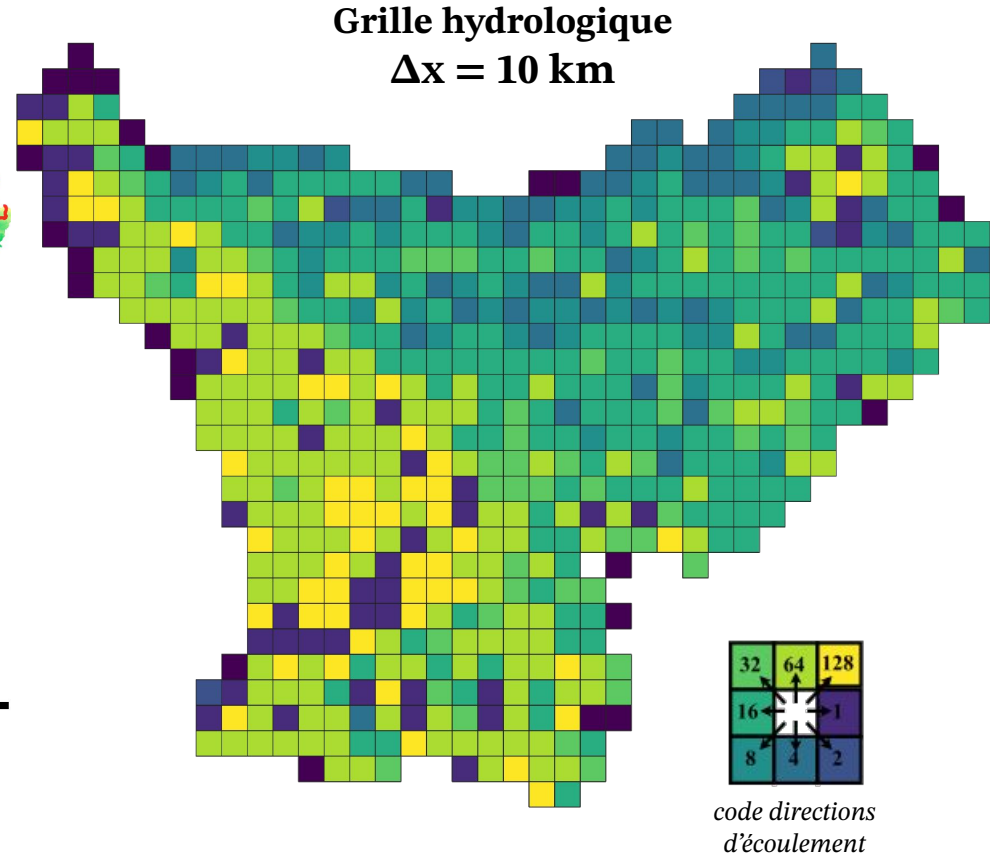 Grille hydrologique
Δx = 10 km
32 64 128
16 1
8 4 2
code directions
d'écoulement